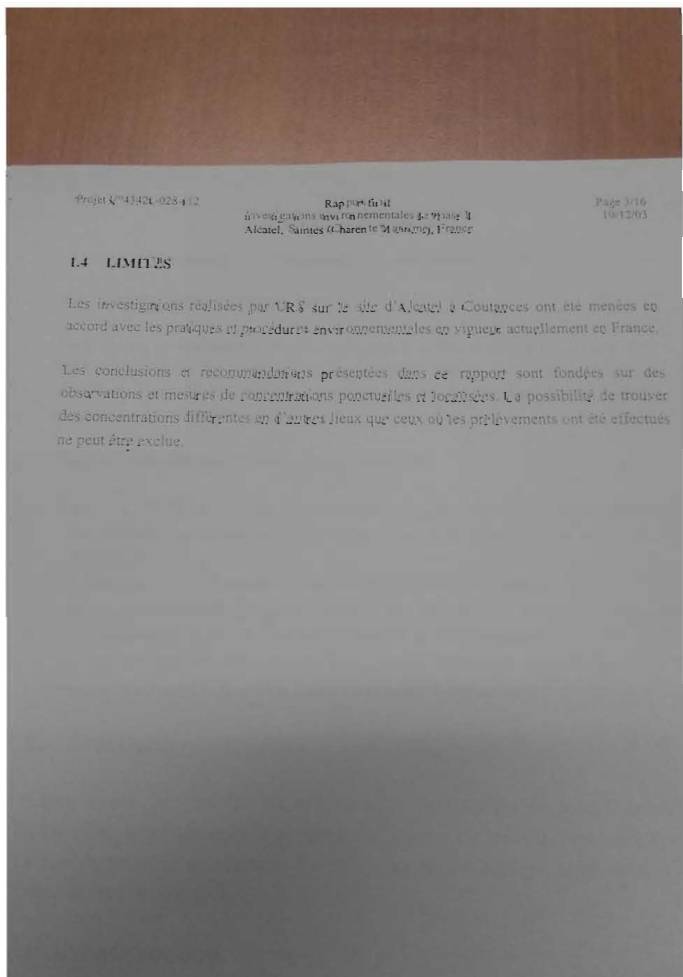 Projet
Rapport final
Page 3/16
Investigations environnementales de Phase II
10/12/03
Alcatel, Saintes (Charente Maritime), France
1.4 LIMITES
Les investigations réalisées par URS sur le site d'Alcatel à Coutances ont été menées en
accord avec les pratiques et procédures environnementales en vigueur actuellement en France.
Les conclusions et recommandations présentées dans ce rapport sont fondées sur des
observations et mesures de concentrations ponctuelles et localisées. La possibilité de trouver
des concentrations différentes en d'autres lieux que ceux où les prélèvements ont été effectués
ne peut être exclue.